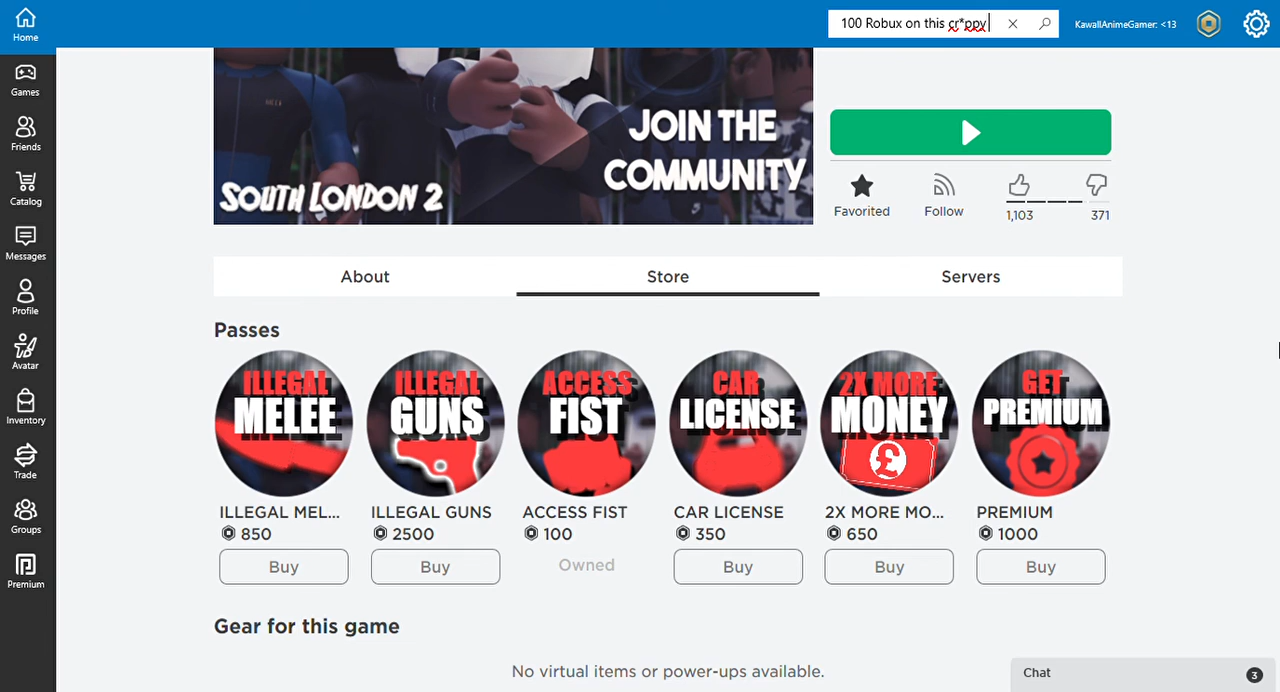 Home
100 Robux on this cr*ppy
KawaIIAnimeGamer: <13
Games
Friends
Catalog
Messages
Profile
Avatar
Inventory
Trade
Groups
Premium
SOUTH LONDON 2
JOIN THE
COMMUNITY
Favorited
Follow
1,103
371
About
Store
Servers
Passes
ILLEGAL
MELEE
ILLEGAL
GUNS
ACCESS
FIST
CAR
LICENSE
2X MORE
MONEY
£
GET
PREMIUM
ILLEGAL MEL...
ILLEGAL GUNS
ACCESS FIST
CAR LICENSE
2X MORE MO...
PREMIUM
850
2500
100
350
650
1000
Buy
Buy
Owned
Buy
Buy
Buy
Gear for this game
No virtual items or power-ups available.
Chat
3